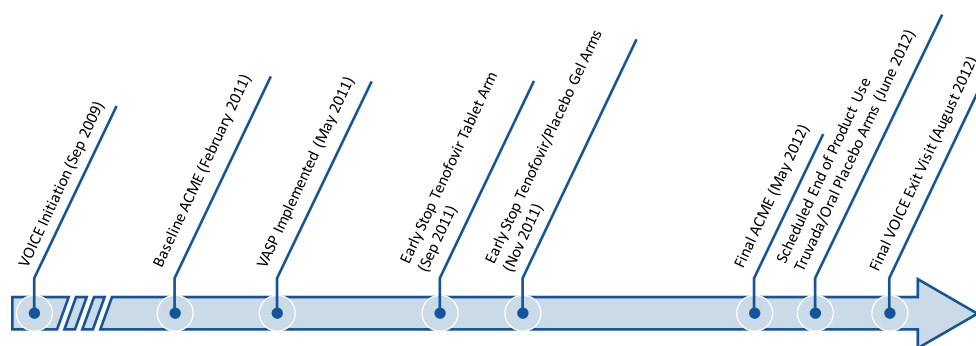 VOICE Initiation (Sep 2009)
Baseline ACME (February 2011)
VASP Implemented (May 2011)
Early Stop Tenofovir Tablet Arm
(Sep 2011)
Early Stop Tenofovir/Placebo Gel Arms
(Nov 2011)
Final ACME (May 2012)
Scheduled End of Product Use
Truvada/Oral Placebo Arms (June 2012)
Final VOICE Exit Visit (August 2012)